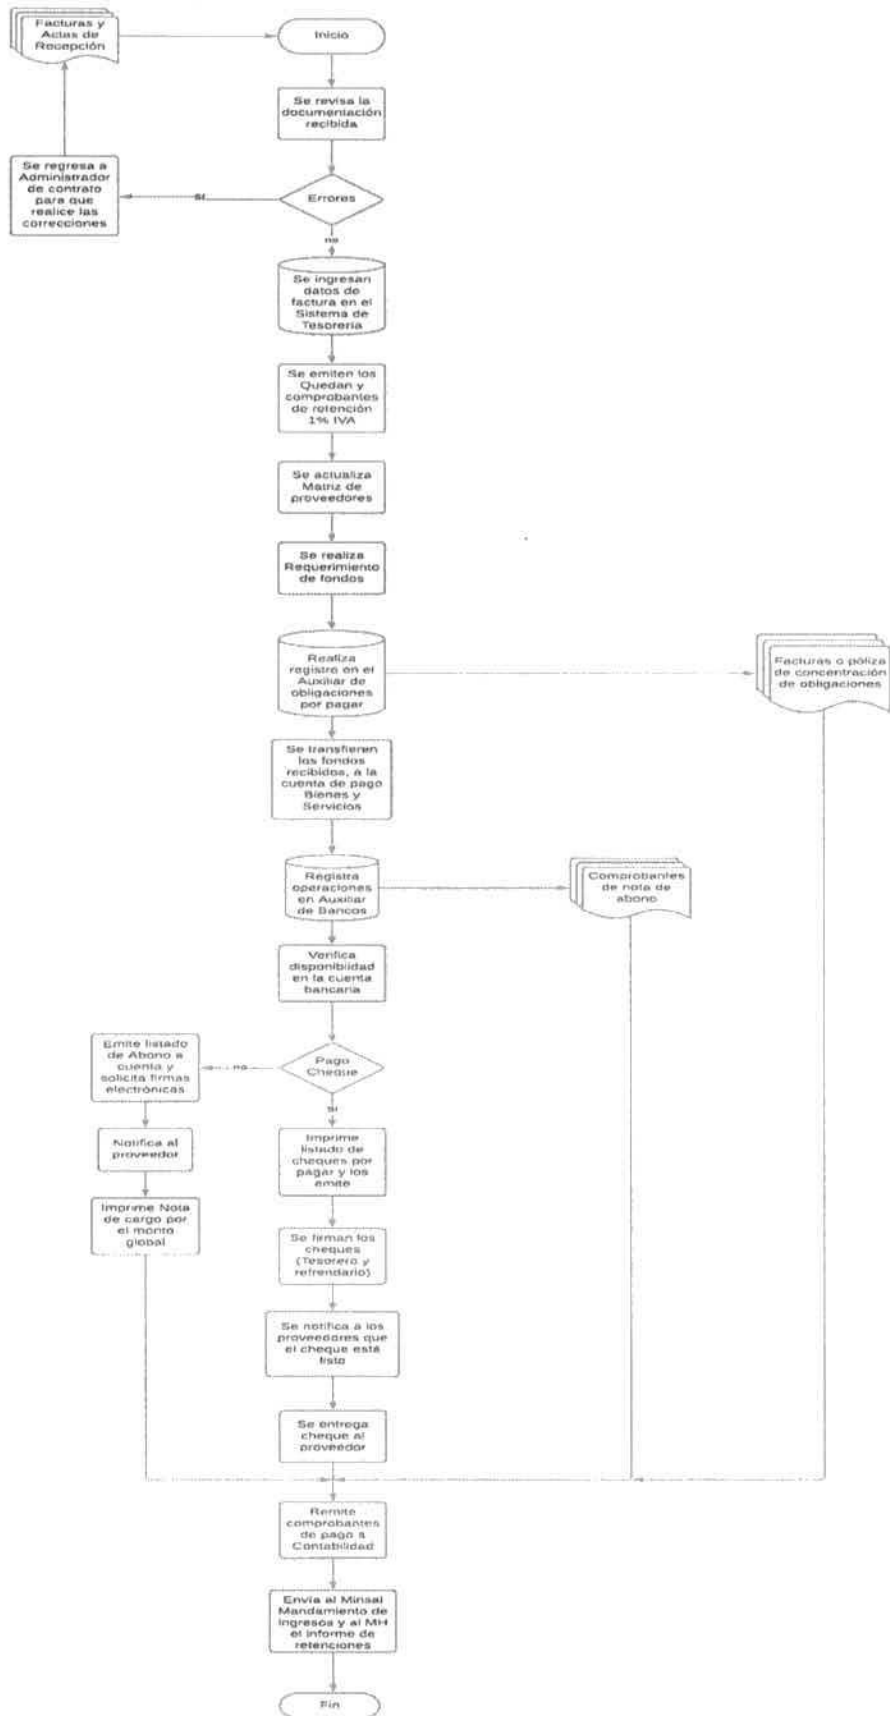 Facturas y
Actas de
Recepción
Inicio
Se revisa la
documentación
recibida
Se regresa a
Administrador
de contrato
para que
realice las
correcciones
SI
Errores
no
Se ingresan
datos de
factura en el
Sistema de
Tesorería
Se emiten los
Quedan y
comprobantes
de retención
1% IVA
Se actualiza
Matriz de
proveedores
Se realiza
Requerimiento
de fondos
Realiza
registro en el
Auxiliar de
obligaciones
por pagar
Facturas o póliza
de concentración
de obligaciones
Se transfieren
los fondos
recibidos, a la
cuenta de pago
Bienes y
Servicios
Registra
operaciones
en Auxiliar
de Bancos
Comprobantes
de nota de
abono
Verifica
disponibilidad
en la cuenta
bancaria
Emite listado
de Abono a
cuenta y
solicita firmas
electrónicas
no
Pago
Cheque
SI
Notifica al
proveedor
Imprime
listado de
cheques por
pagar y los
emite
Imprime Nota
de cargo por
el monto
global
Se firman los
cheques
(Tesorero y
refrendario)
Se notifica a los
proveedores que
el cheque está
listo
Se entrega
cheque al
proveedor
Remite
comprobantes
de pago a
Contabilidad
Envía al Minsal
Mandamiento de
Ingresos y al MH
el informe de
retenciones
Fin